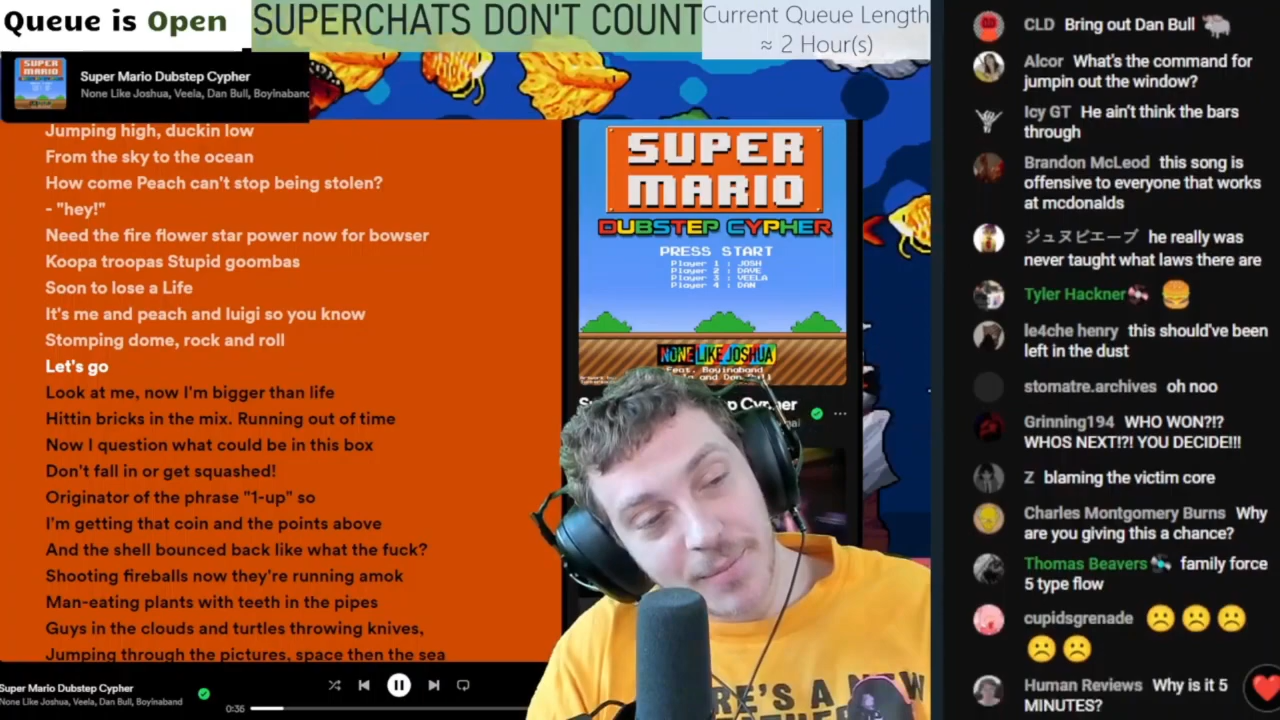 Queue is Open
SUPERCHATS DON'T COUNT
Current Queue Length
≈ 2 Hour(s)
SUPER
MARIO
Super Mario Dubstep Cypher
None Like Joshua, Veela, Dan Bull, Boyinaband
Jumping high, duckin low
From the sky to the ocean
How come Peach can't stop being stolen?
- "hey!"
Need the fire flower star power now for bowser
Koopa troopas Stupid goombas
Soon to lose a Life
It's me and peach and luigi so you know
Stomping dome, rock and roll
Let's go
Look at me, now I'm bigger than life
Hittin bricks in the mix. Running out of time
Now I question what could be in this box
Don't fall in or get squashed!
Originator of the phrase "1-up" so
I'm getting that coin and the points above
And the shell bounced back like what the fuck?
Shooting fireballs now they're running amok
Man-eating plants with teeth in the pipes
Guys in the clouds and turtles throwing knives,
Jumping through the pictures, space then the sea
SUPER
MARIO
DUBSTEP CYPHER
PRESS START
Player 1 : JOSH
Player 2 : DAVE
Player 3 : VEELA
Player 4 : DAN
NONE LIKE JOSHUA
feat. Boyinaband
and Dan Bull
Cypher
Super Mario Dubstep Cypher
None Like Joshua, Veela, Dan Bull, Boyinaband
0:36
A NEW
CLD Bring out Dan Bull 🐃
Alcor What's the command for
jumpin out the window?
Icy GT He ain't think the bars
through
Brandon McLeod this song is
offensive to everyone that works
at mcdonalds
ジュヌビエーブ he really was
never taught what laws there are
Tyler Hackner 🍔
le4che henry this should've been
left in the dust
stomatre.archives oh noo
Grinning194 WHO WON?!?
WHOS NEXT!?! YOU DECIDE!!!
Z blaming the victim core
Charles Montgomery Burns Why
are you giving this a chance?
Thomas Beavers family force
5 type flow
cupidsgrenade ☹️ ☹️ ☹️
☹️ ☹️
Human Reviews Why is it 5
MINUTES?